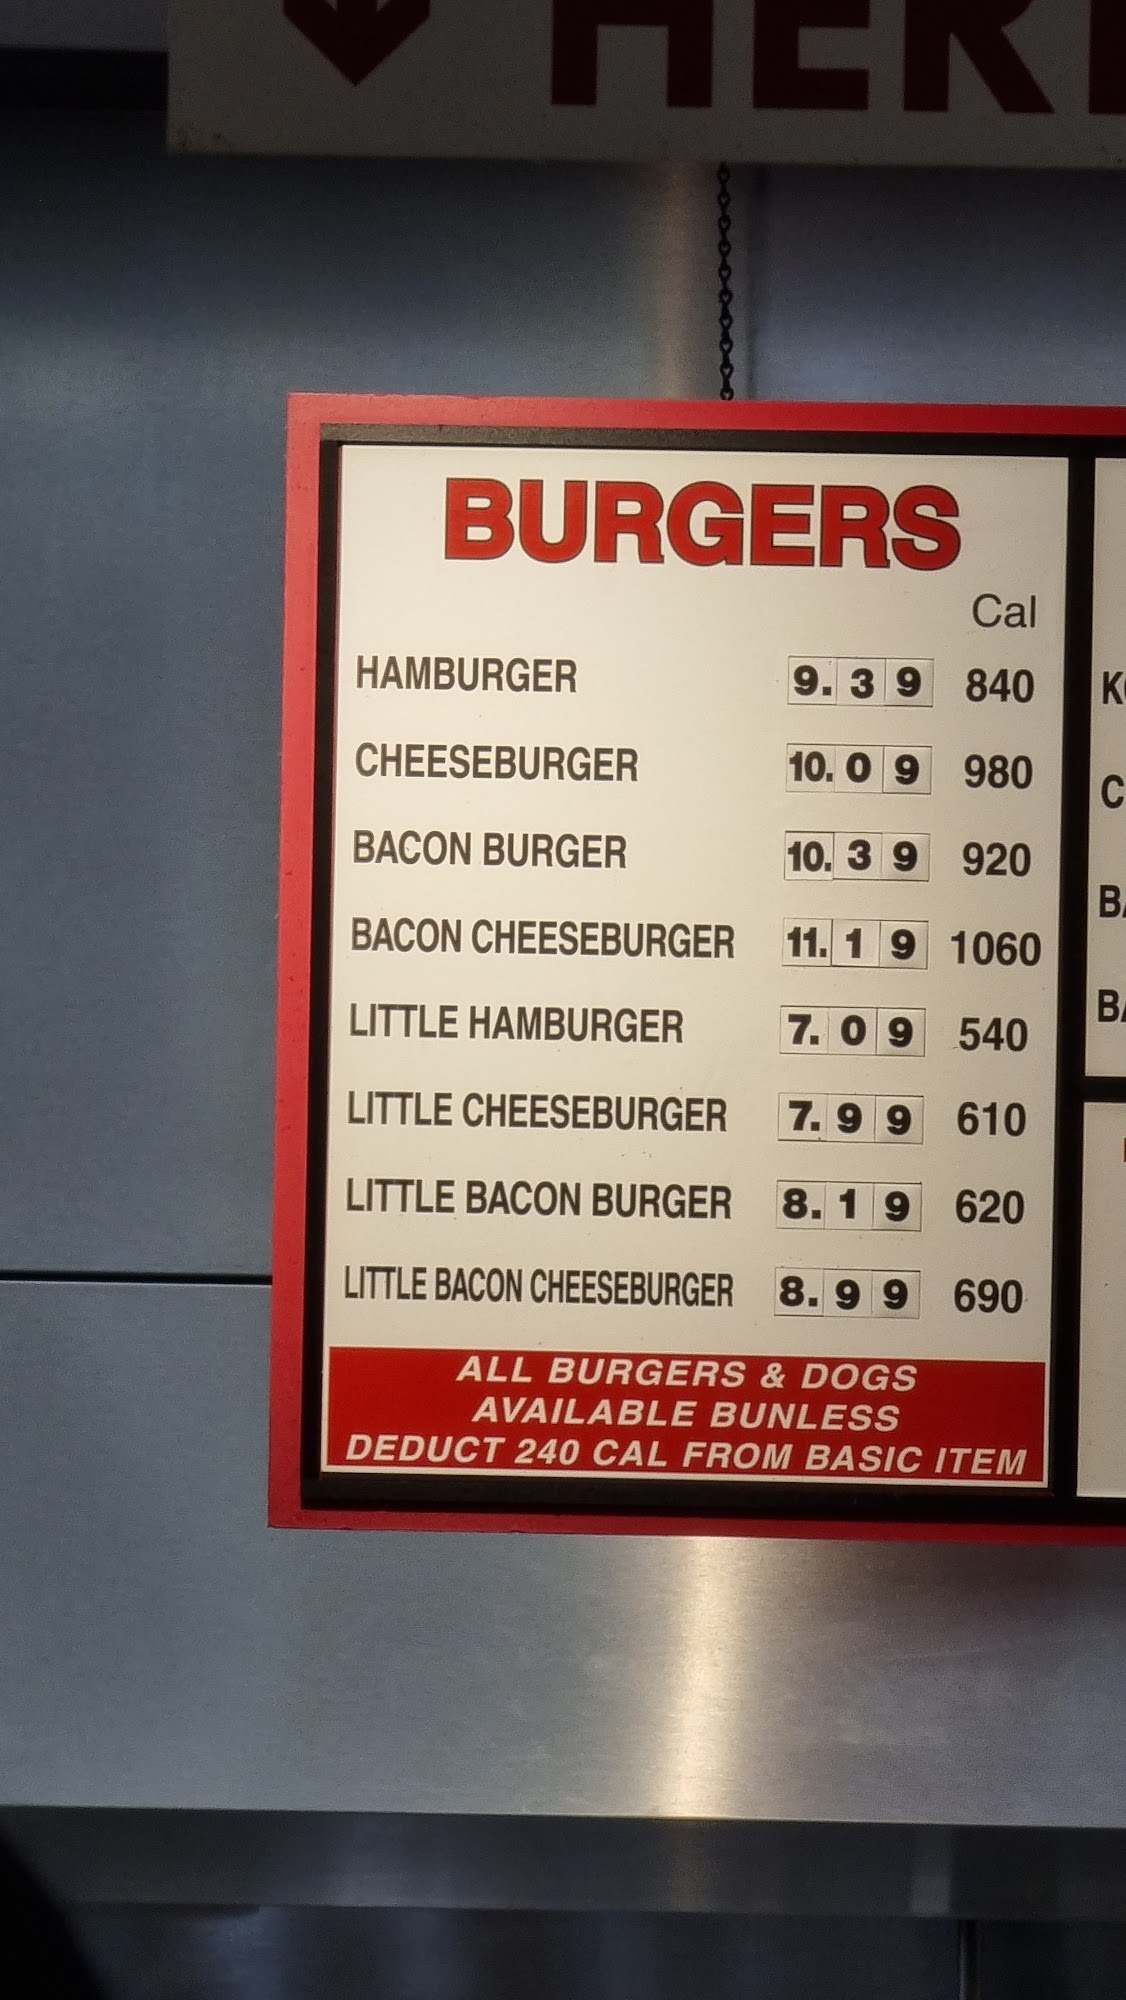 HERE
BURGERS
Cal
HAMBURGER 9.39 840
CHEESEBURGER 10.09 980
BACON BURGER 10.39 920
BACON CHEESEBURGER 11.19 1060
LITTLE HAMBURGER 7.09 540
LITTLE CHEESEBURGER 7.99 610
LITTLE BACON BURGER 8.19 620
LITTLE BACON CHEESEBURGER 8.99 690
ALL BURGERS & DOGS
AVAILABLE BUNLESS
DEDUCT 240 CAL FROM BASIC ITEM